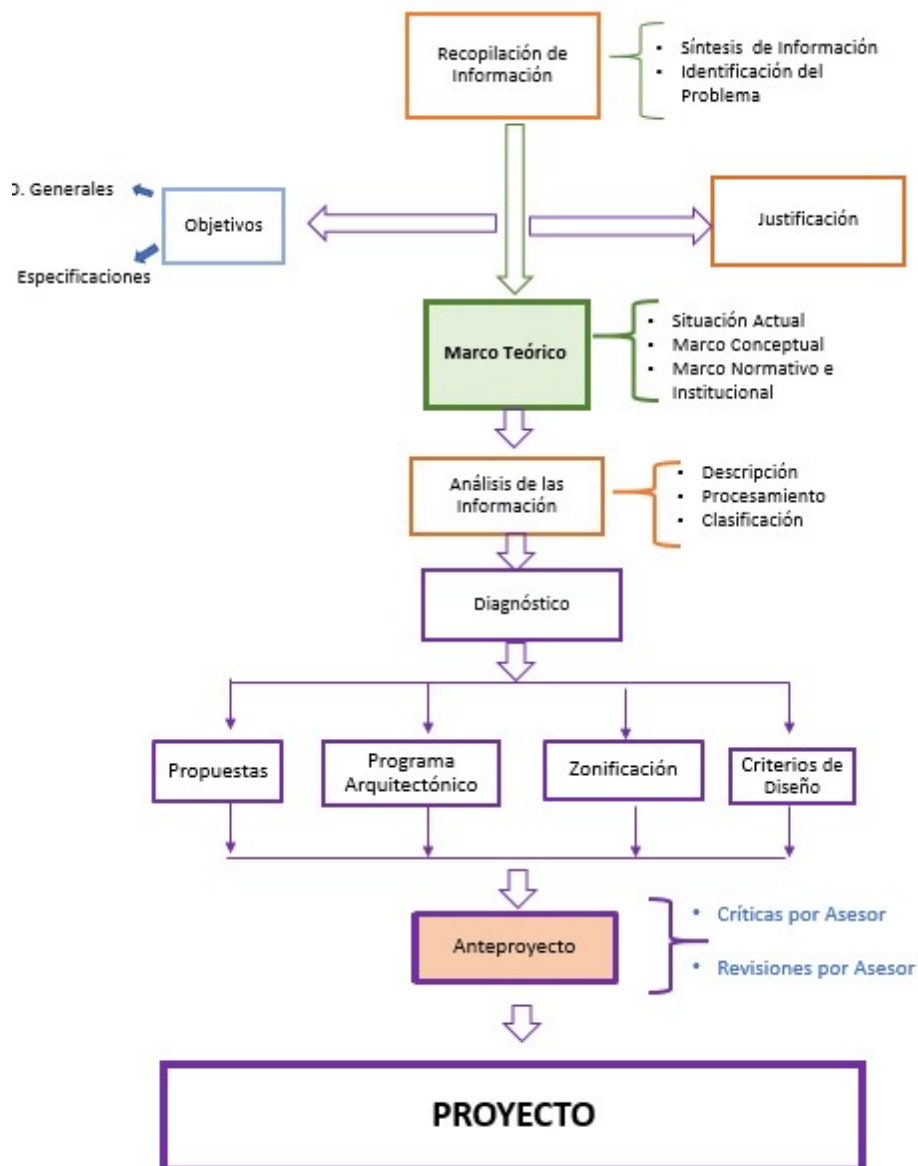 Recopilación de
Información
▪ Síntesis de Información
▪ Identificación del
Problema
O. Generales
Objetivos
Especificaciones
Justificación
Marco Teórico
▪ Situación Actual
▪ Marco Conceptual
▪ Marco Normativo e
Institucional
Análisis de las
Información
▪ Descripción
▪ Procesamiento
▪ Clasificación
Diagnóstico
Propuestas
Programa
Arquitectónico
Zonificación
Criterios de
Diseño
Anteproyecto
• Críticas por Asesor
• Revisiones por Asesor
PROYECTO